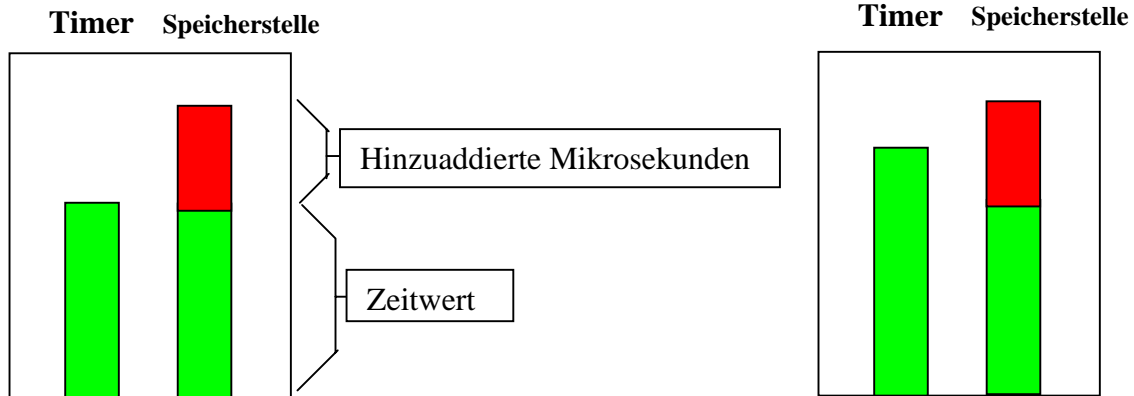 Timer Speicherstelle
Timer Speicherstelle
Hinzuaddierte Mikrosekunden
Zeitwert